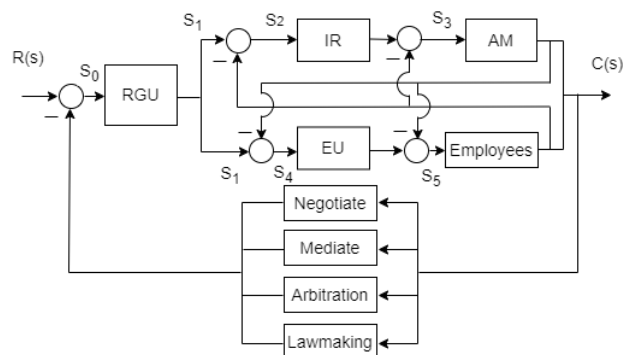 R(s)
S0
RGU
S1
S2
IR
S3
AM
C(s)
S1
S4
EU
S5
Employees
Negotiate
Mediate
Arbitration
Lawmaking